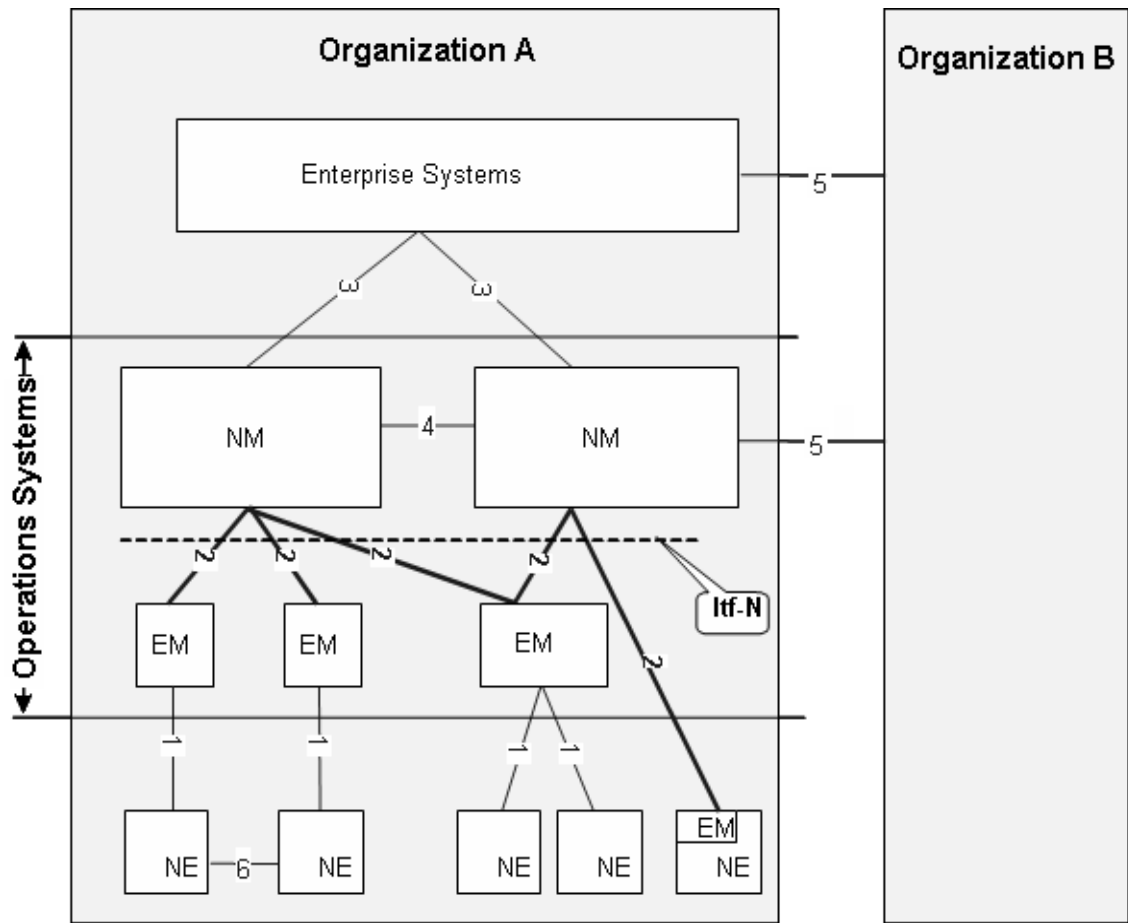 Organization A
Organization B
Enterprise Systems
5
3
3
Operations Systems
NM
4
NM
5
2
2
2
2
Itf-N
EM
EM
EM
2
1
1
1
1
EM
NE
6
NE
NE
NE
NE